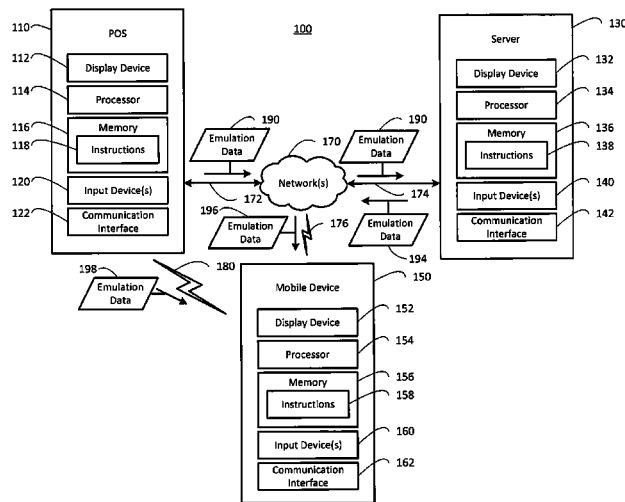 100
110
POS
112
Display Device
114
Processor
116
Memory
118
Instructions
120
Input Device(s)
122
Communication
Interface
130
Server
Display Device
132
Processor
134
Memory
136
Instructions
138
Input Device(s)
140
Communication
Interface
142
190
Emulation
Data
170
Network(s)
190
Emulation
Data
172
174
196
Emulation
Data
176
Emulation
Data
194
198
Emulation
Data
180
Mobile Device
150
Display Device
152
Processor
154
Memory
156
Instructions
158
Input Device(s)
160
Communication
Interface
162